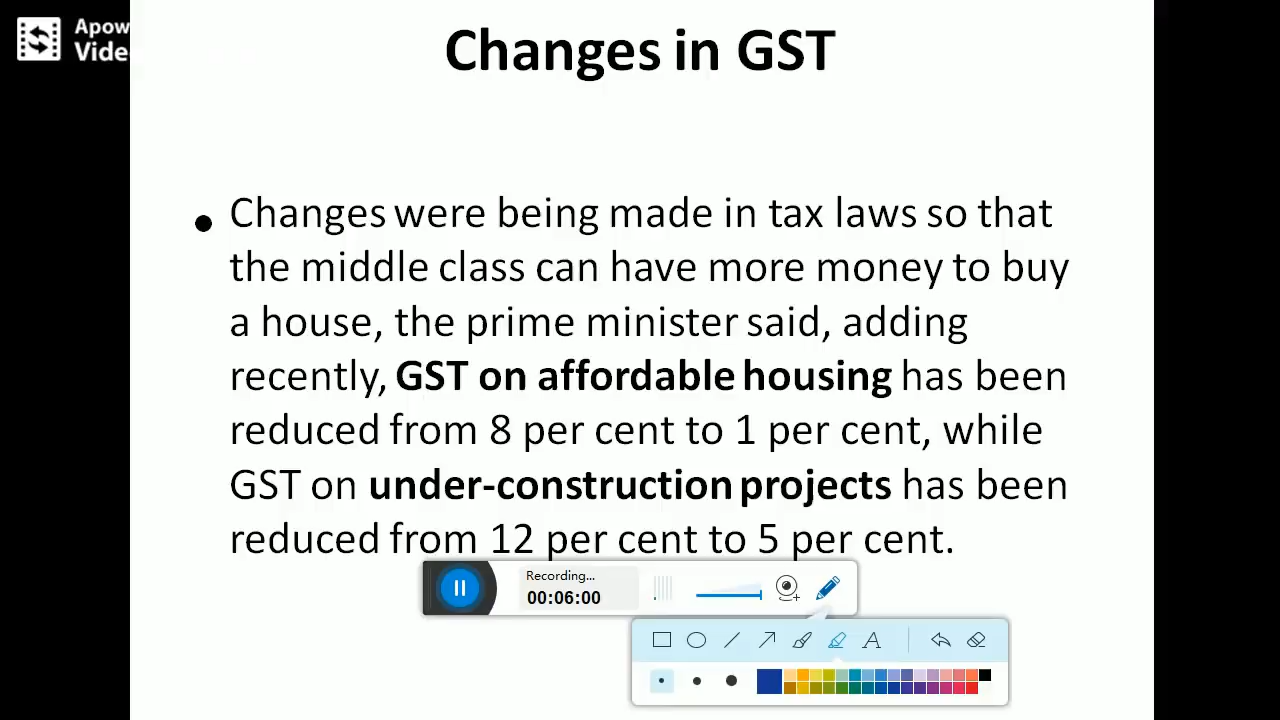 Apow
Vide
Changes in GST
• Changes were being made in tax laws so that
the middle class can have more money to buy
a house, the prime minister said, adding
recently, GST on affordable housing has been
reduced from 8 per cent to 1 per cent, while
GST on under-construction projects has been
reduced from 12 per cent to 5 per cent.
Recording...
00:06:00
A